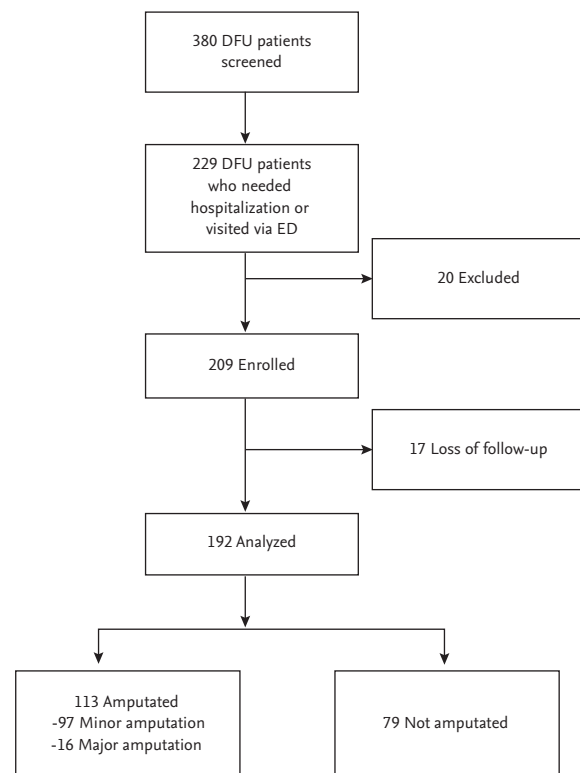 380 DFU patients
screened
229 DFU patients
who needed
hospitalization or
visited via ED
20 Excluded
209 Enrolled
17 Loss of follow-up
192 Analyzed
113 Amputated
-97 Minor amputation
-16 Major amputation
79 Not amputated